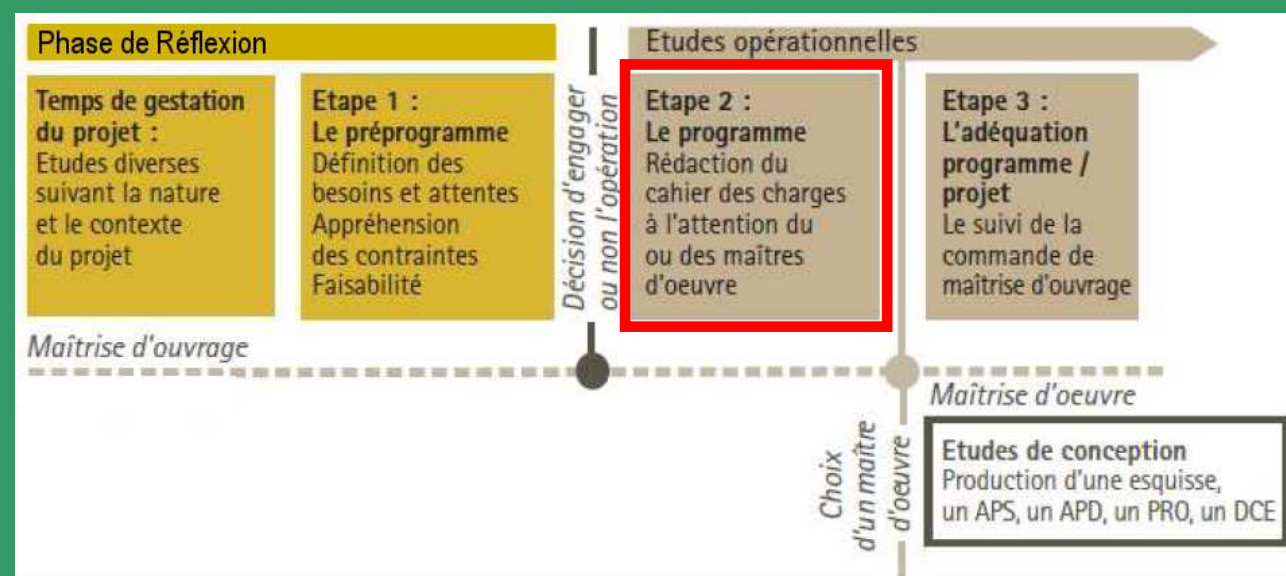 Phase de Réflexion
Temps de gestation
du projet :
Etudes diverses
suivant la nature
et le contexte
du projet
Etape 1 :
Le préprogramme
Définition des
besoins et attentes
Appréhension
des contraintes
Faisabilité
Décision d'engager
ou non l'opération
Etudes opérationnelles
Etape 2 :
Le programme
Rédaction du
cahier des charges
à l'attention du
ou des maîtres
d'oeuvre
Etape 3 :
L'adéquation
programme /
projet
Le suivi de la
commande de
maîtrise d'ouvrage
Maîtrise d'ouvrage
Maîtrise d'oeuvre
Choix
d'un maître
d'oeuvre
Etudes de conception
Production d'une esquisse,
un APS, un APD, un PRO, un DCE